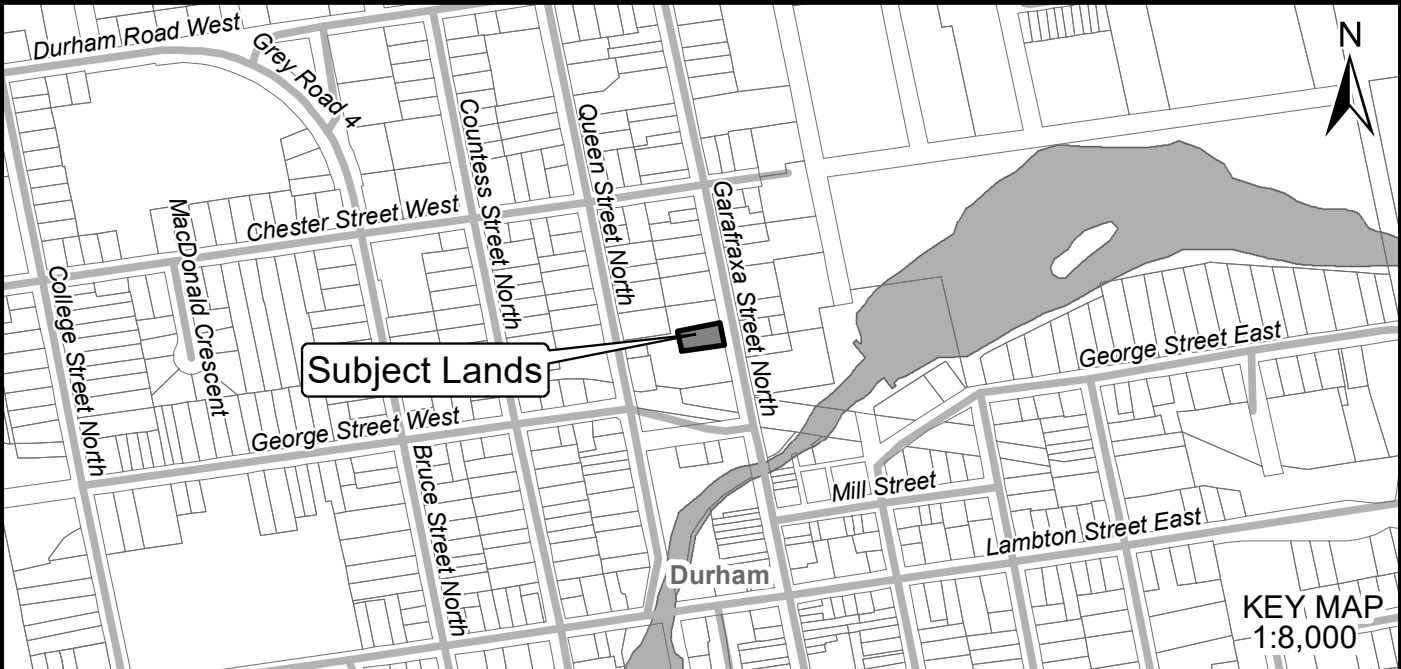 Durham Road West
Grey Road 4
N
Countess Street North
Queen Street North
MacDonald Crescent
Chester Street West
Garafraxa Street North
College Street North
Subject Lands
George Street East
George Street West
Bruce Street North
Mill Street
Lambton Street East
Durham
KEY MAP
1:8,000